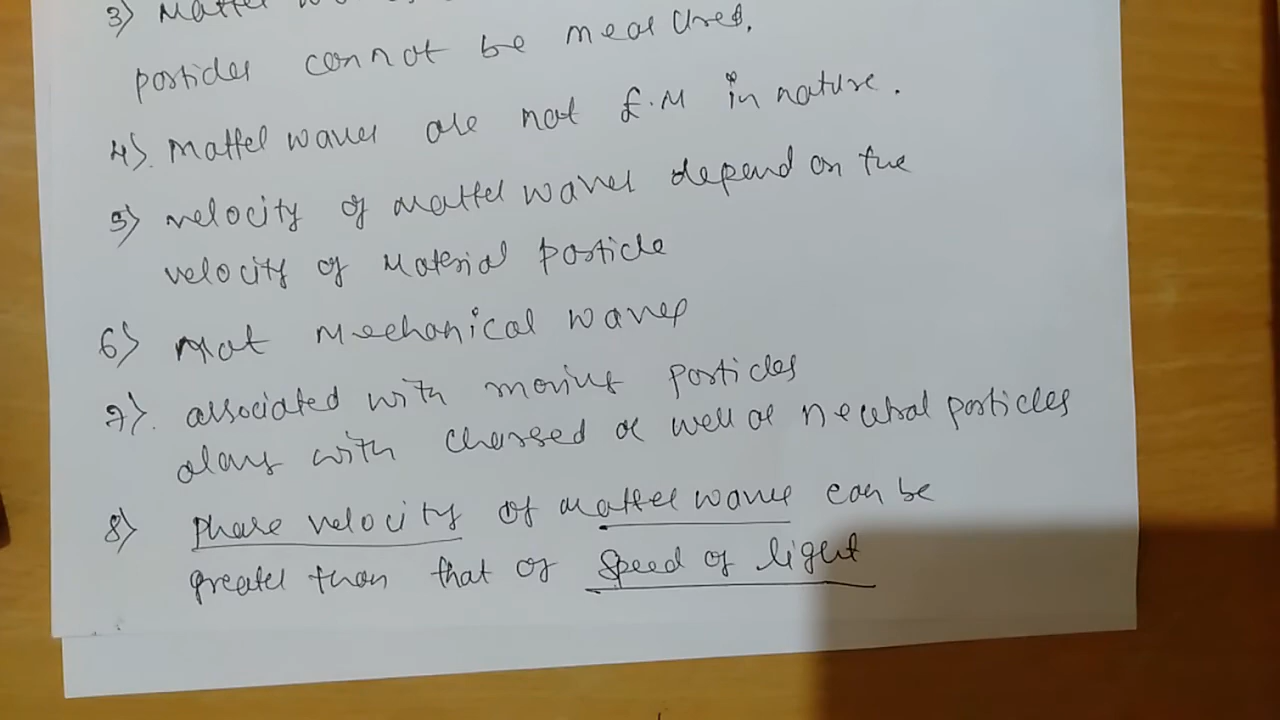 3) Matter
particles cannot be measured.
4) Matter waves are not E.M in nature.
5) velocity of matter waves depend on the
velocity of Material particle
6) Not Mechanical waves
7) associated with moving particles
along with charged as well as neutral particles
8) phase velocity of matter waves can be
greater than that of speed of light